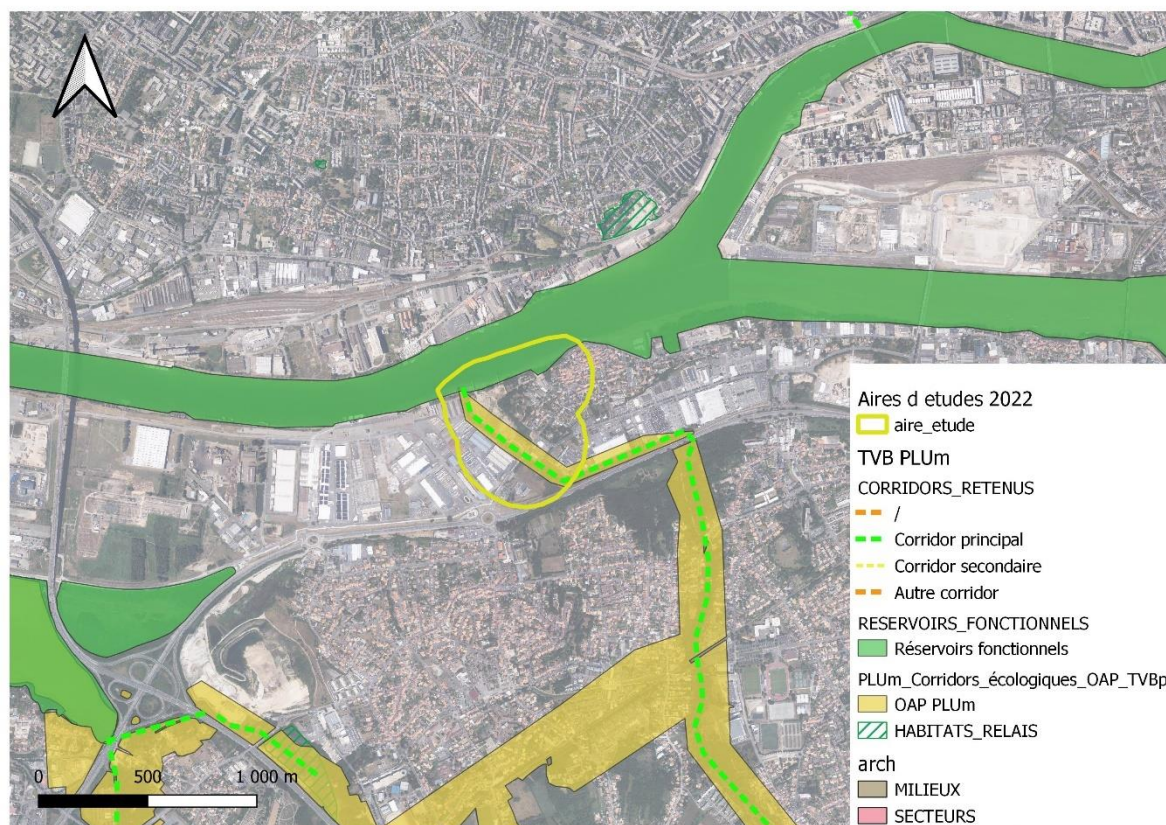 Aires d etudes 2022
aire_etude
TVB PLUm
CORRIDORS_RETENUS
/
Corridor principal
Corridor secondaire
Autre corridor
RESERVOIRS_FONCTIONNELS
Réservoirs fonctionnels
PLUm_Corridors_écologiques_OAP_TVBp
OAP PLUm
HABITATS_RELAIS
arch
MILIEUX
SECTEURS
0 500 1 000 m